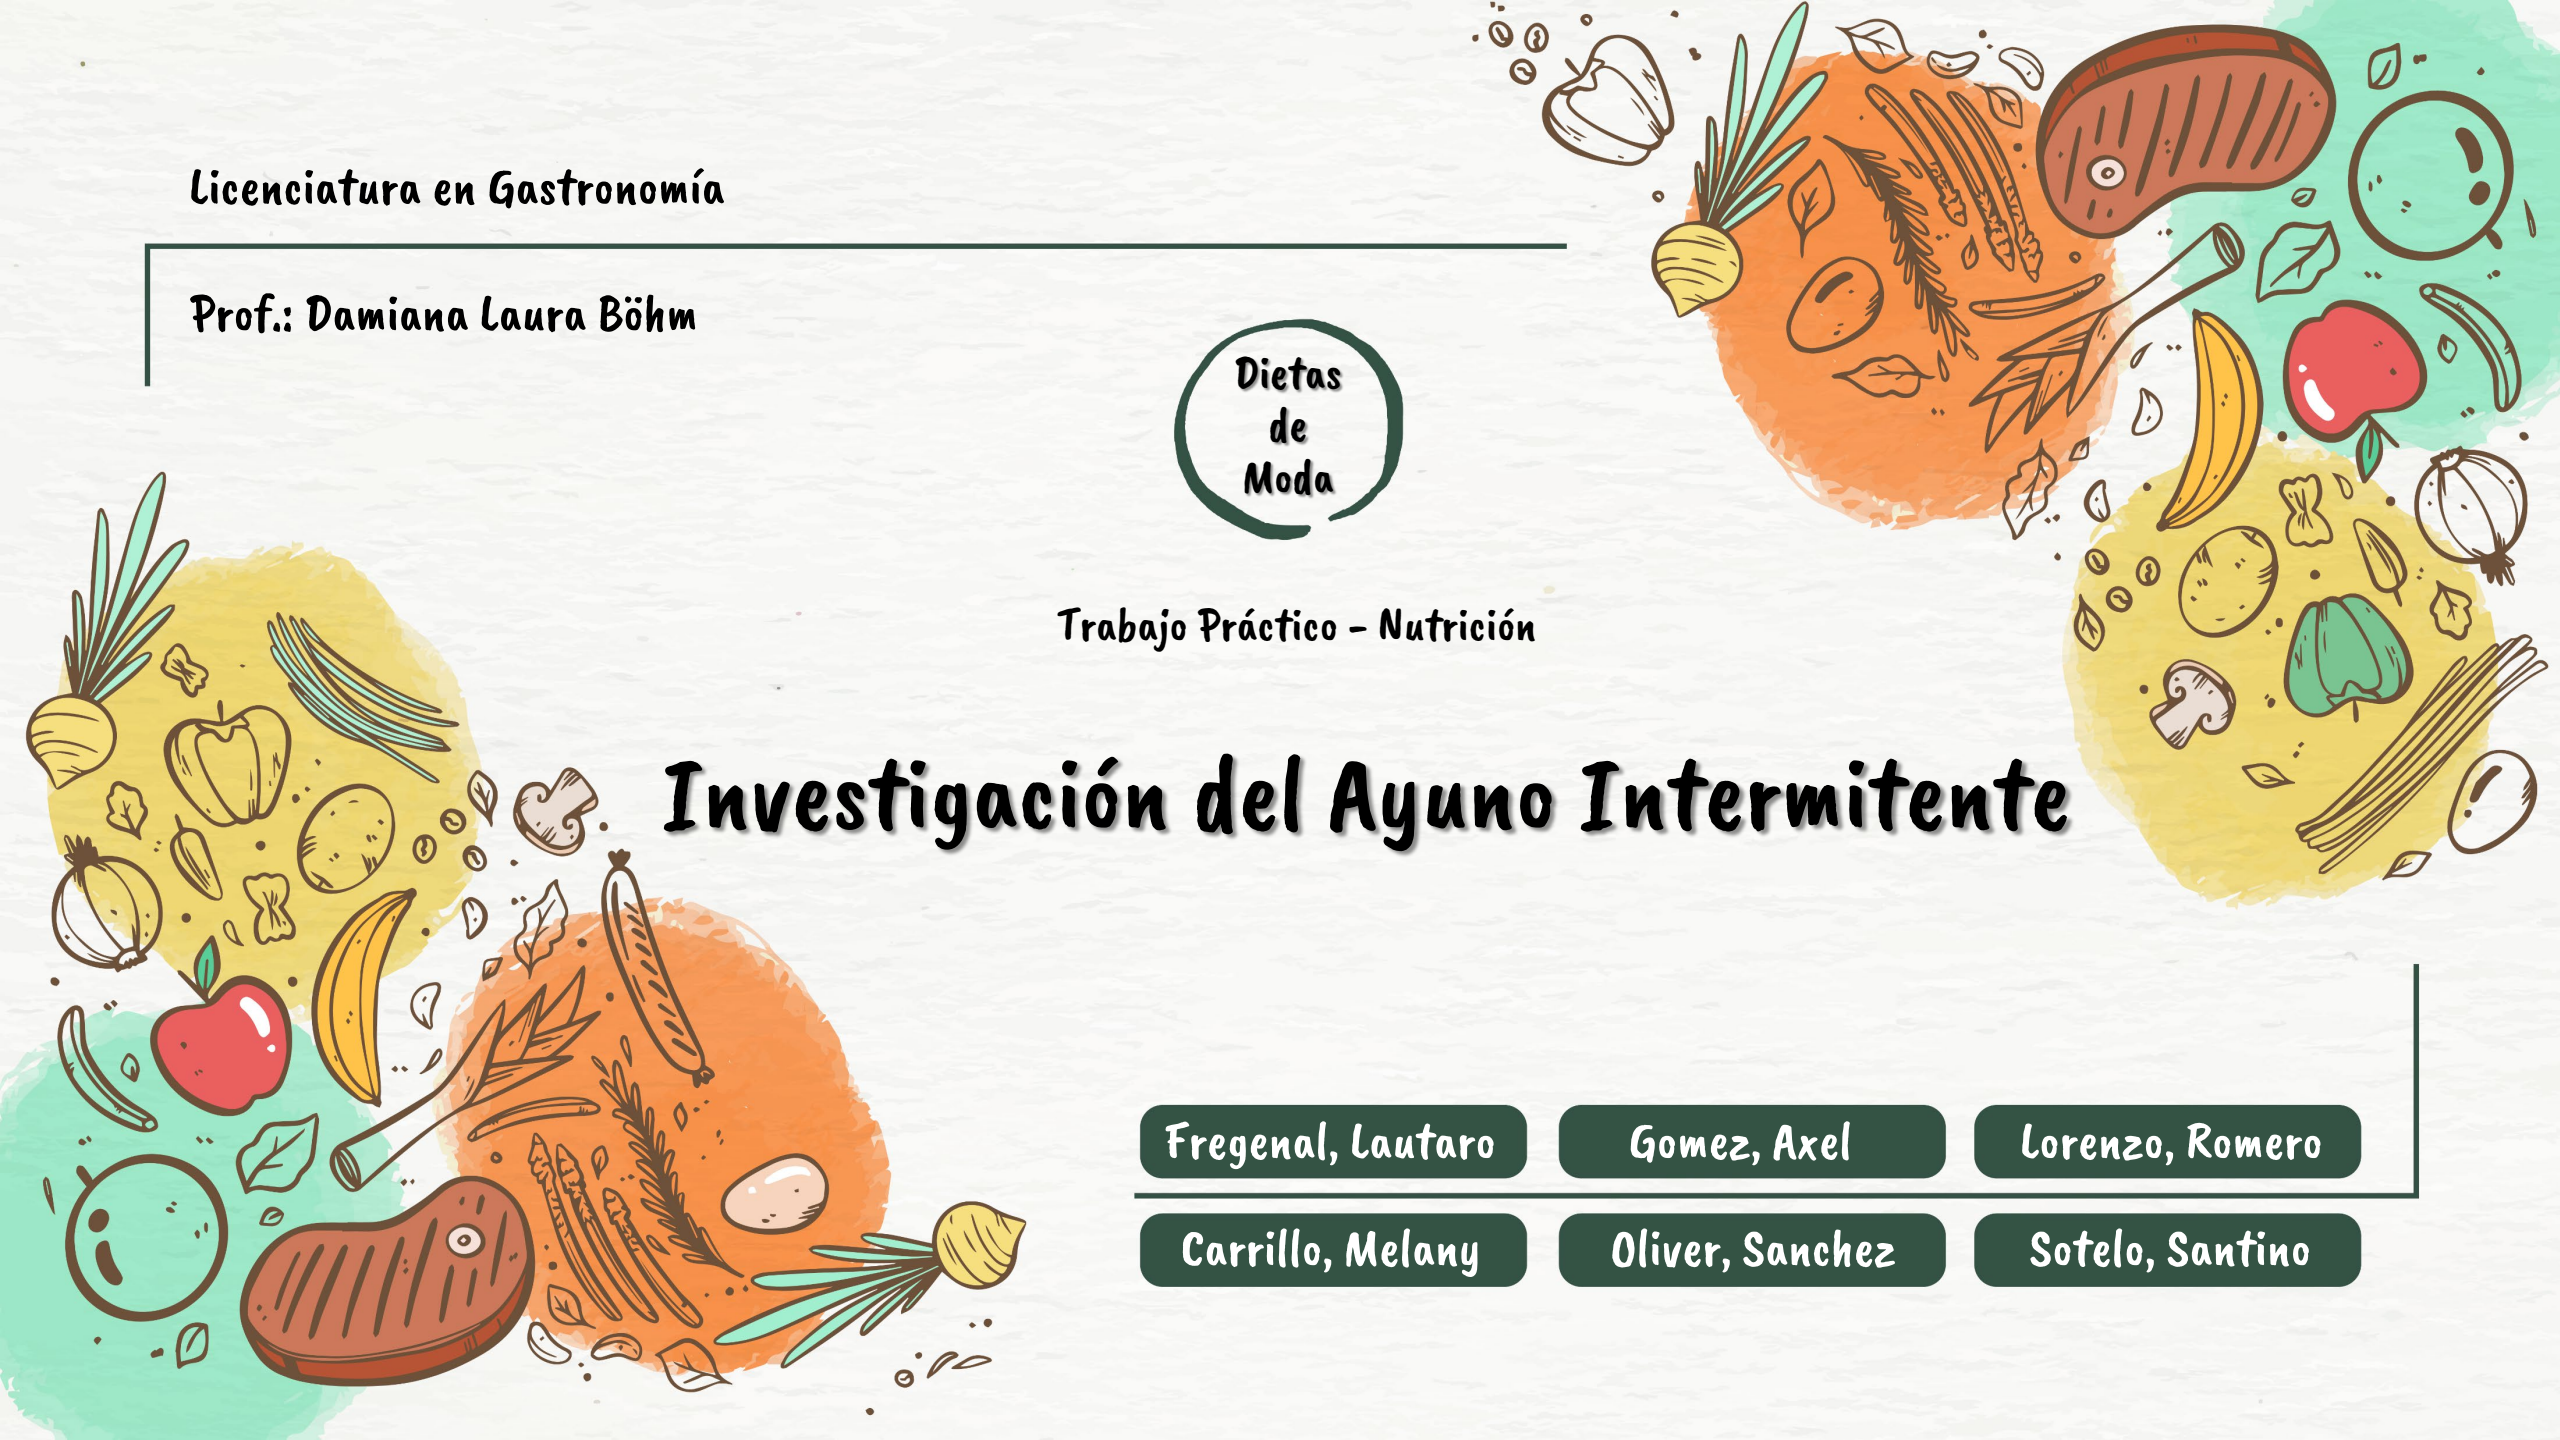 Licenciatura en Gastronomía
Prof.: Damiana Laura Böhm
Dietas
de
Moda
Trabajo Práctico - Nutrición
Investigación del Ayuno Intermitente
Fregenal, Lautaro
Gomez, Axel
Lorenzo, Romero
Carrillo, Melany
Oliver, Sanchez
Sotelo, Santino